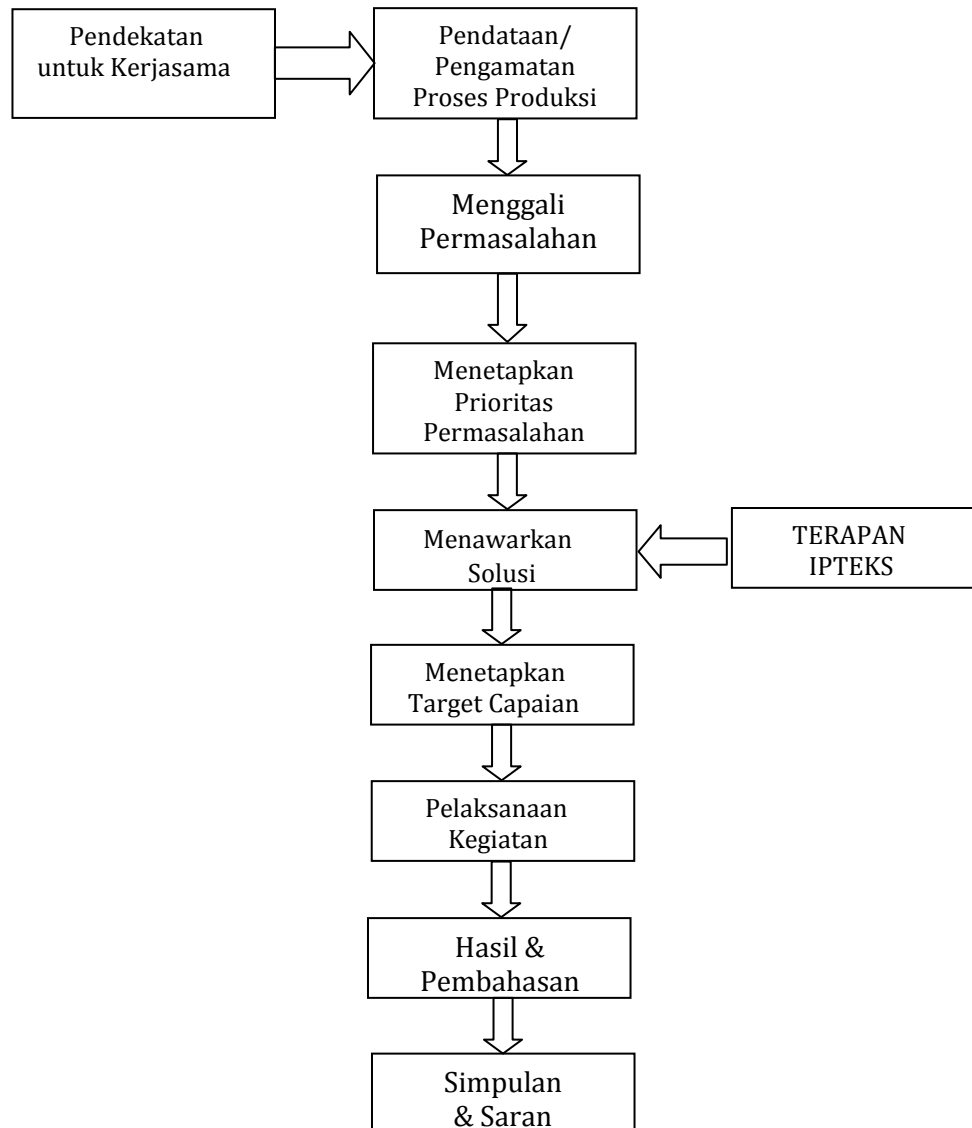 Pendekatan
untuk Kerjasama
Pendataan/
Pengamatan
Proses Produksi
Menggali
Permasalahan
Menetapkan
Prioritas
Permasalahan
Menawarkan
Solusi
TERAPAN
IPTEKS
Menetapkan
Target Capaian
Pelaksanaan
Kegiatan
Hasil &
Pembahasan
Simpulan
& Saran